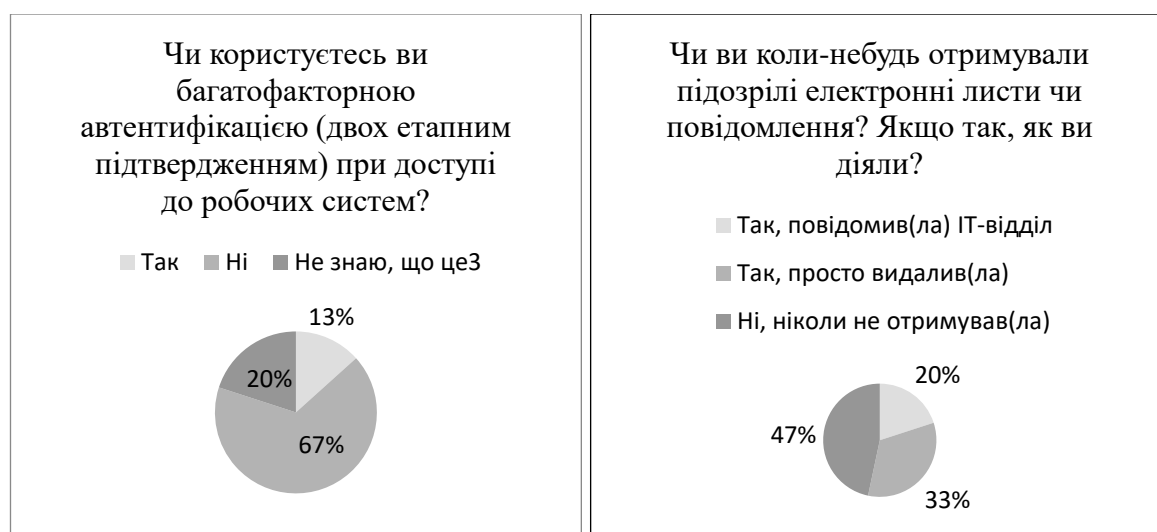 Чи користуєтесь ви
багатофакторною
автентифікацією (двох етапним
підтвердженням) при доступі
до робочих систем?
Так Ні Не знаю, що це3
13%
20%
67%
Чи ви коли-небудь отримували
підозрілі електронні листи чи
повідомлення? Якщо так, як ви
діяли?
Так, повідомив(ла) ІТ-відділ
Так, просто видалив(ла)
Ні, ніколи не отримував(ла)
20%
47%
33%